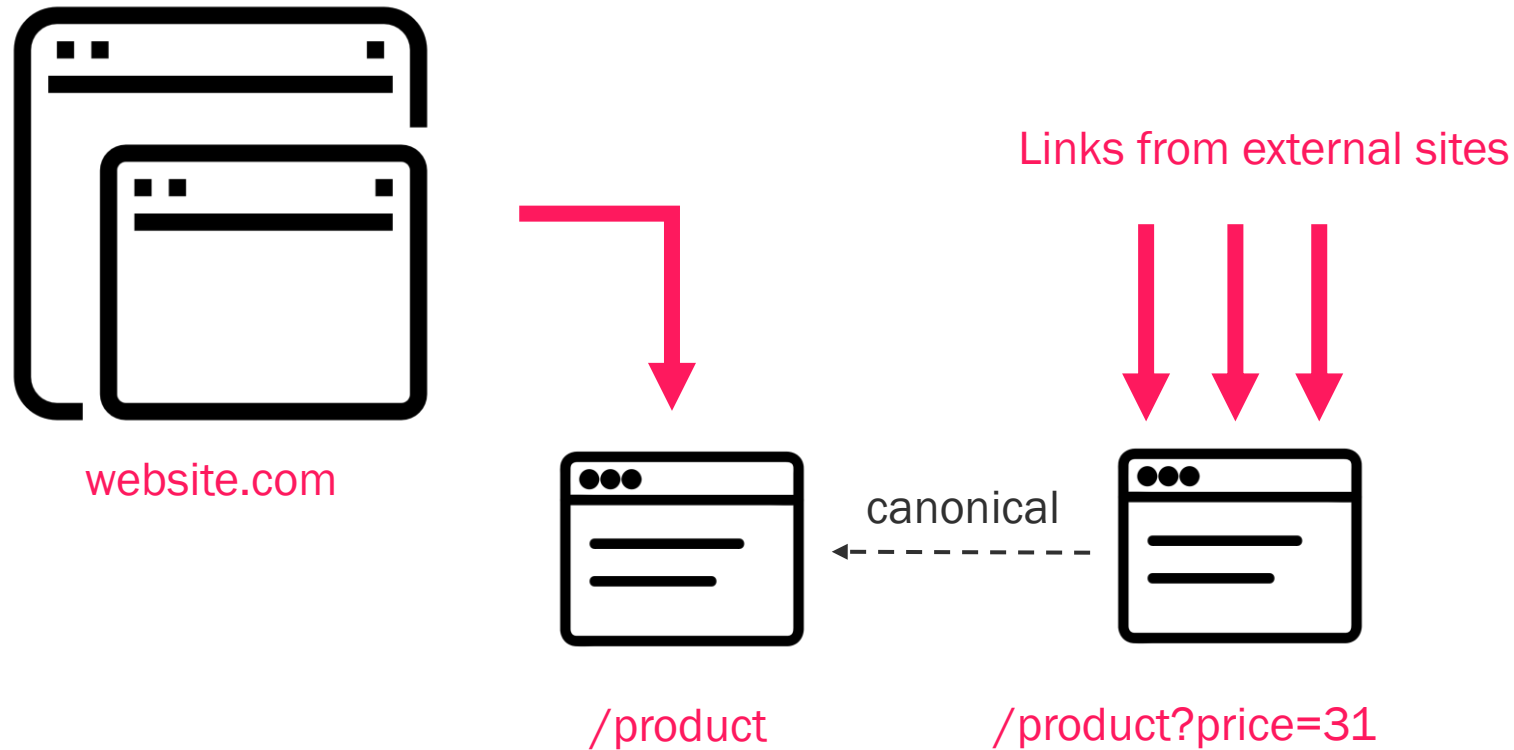 Links from external sites
website.com
canonical
/product
/product?price=31